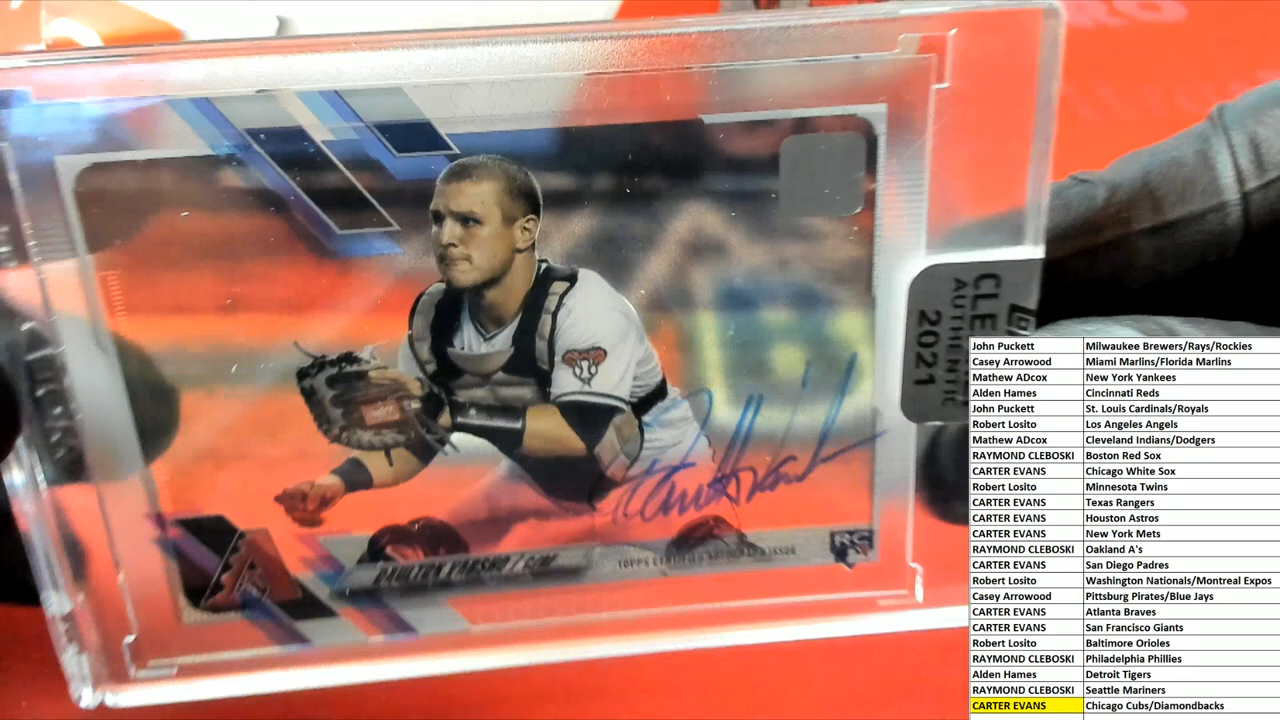 CLE
AUTHENTIC
2021
TOPPS CERTIFIED AUTOGRAPH ISSUE
RC
John Puckett Milwaukee Brewers/Rays/Rockies
Casey Arrowood Miami Marlins/Florida Marlins
Mathew ADcox New York Yankees
Alden Hames Cincinnati Reds
John Puckett St. Louis Cardinals/Royals
Robert Losito Los Angeles Angels
Mathew ADcox Cleveland Indians/Dodgers
RAYMOND CLEBOSKI Boston Red Sox
CARTER EVANS Chicago White Sox
Robert Losito Minnesota Twins
CARTER EVANS Texas Rangers
CARTER EVANS Houston Astros
CARTER EVANS New York Mets
RAYMOND CLEBOSKI Oakland A's
CARTER EVANS San Diego Padres
Robert Losito Washington Nationals/Montreal Expos
Casey Arrowood Pittsburg Pirates/Blue Jays
CARTER EVANS Atlanta Braves
CARTER EVANS San Francisco Giants
Robert Losito Baltimore Orioles
RAYMOND CLEBOSKI Philadelphia Phillies
Alden Hames Detroit Tigers
RAYMOND CLEBOSKI Seattle Mariners
CARTER EVANS Chicago Cubs/Diamondbacks